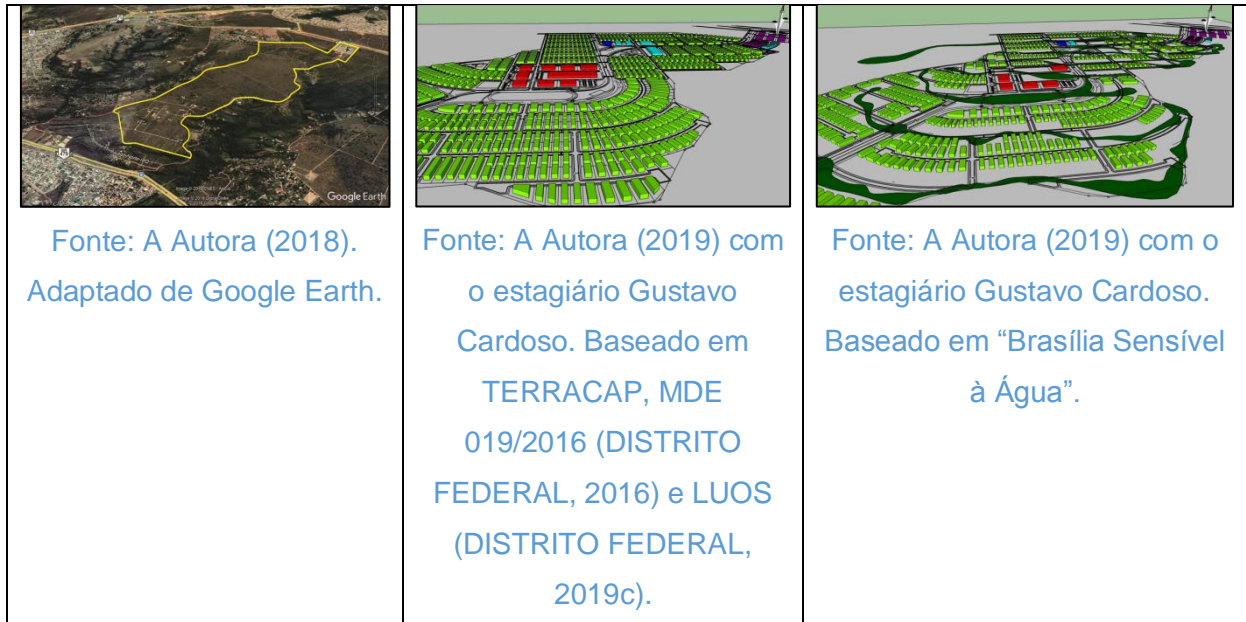 Google Earth
Fonte: A Autora (2018).
Adaptado de Google Earth.
Fonte: A Autora (2019) com
o estagiário Gustavo
Cardoso. Baseado em
TERRACAP, MDE
019/2016 (DISTRITO
FEDERAL, 2016) e LUOS
(DISTRITO FEDERAL,
2019c).
Fonte: A Autora (2019) com o
estagiário Gustavo Cardoso.
Baseado em “Brasília Sensível
à Água”.